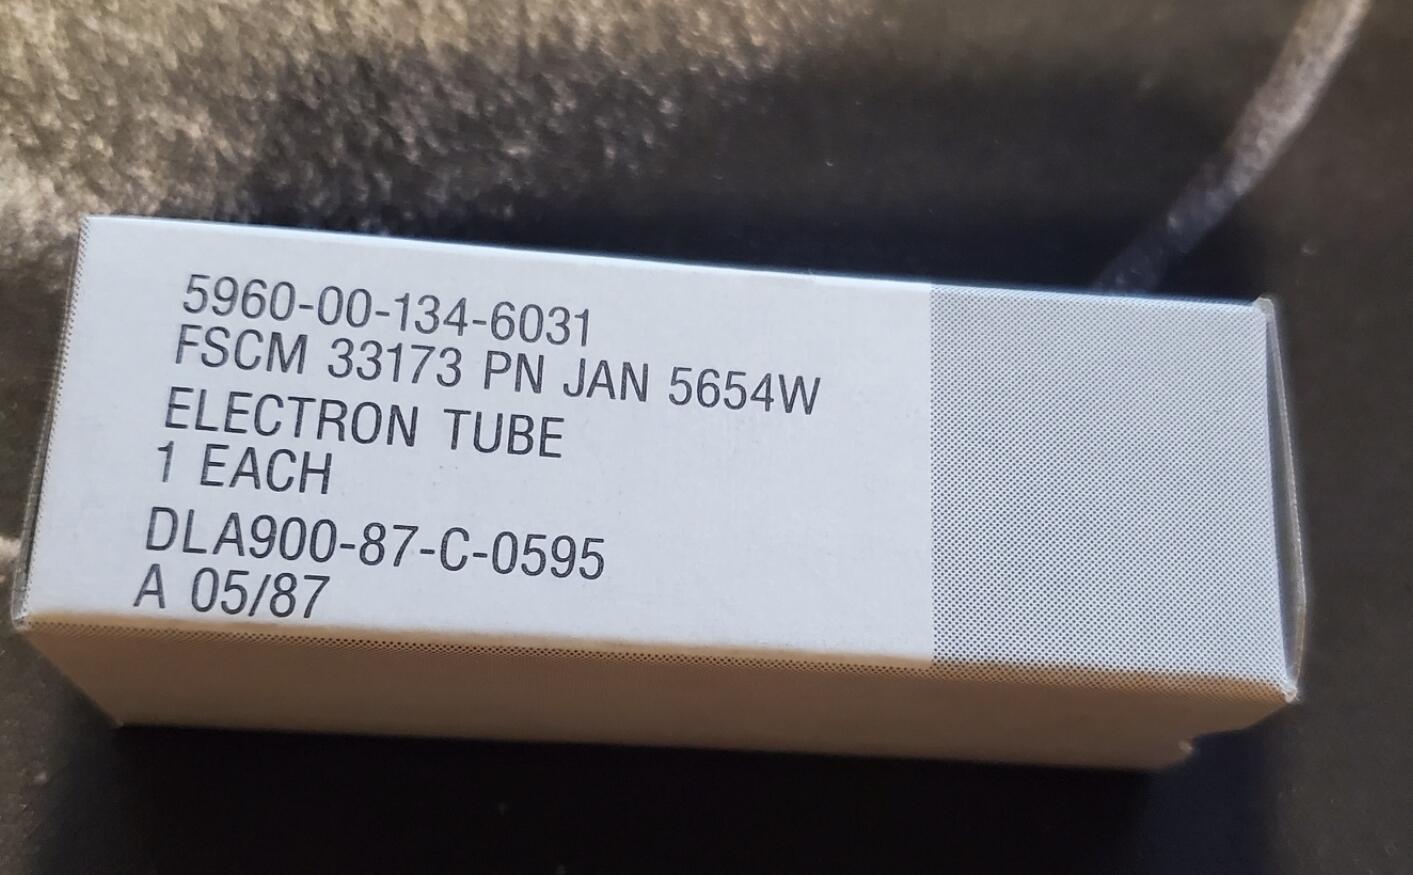 5960-00-134-6031
FSCM 33173 PN JAN 5654W
ELECTRON TUBE
1 EACH
DLA900-87-C-0595
A 05/87